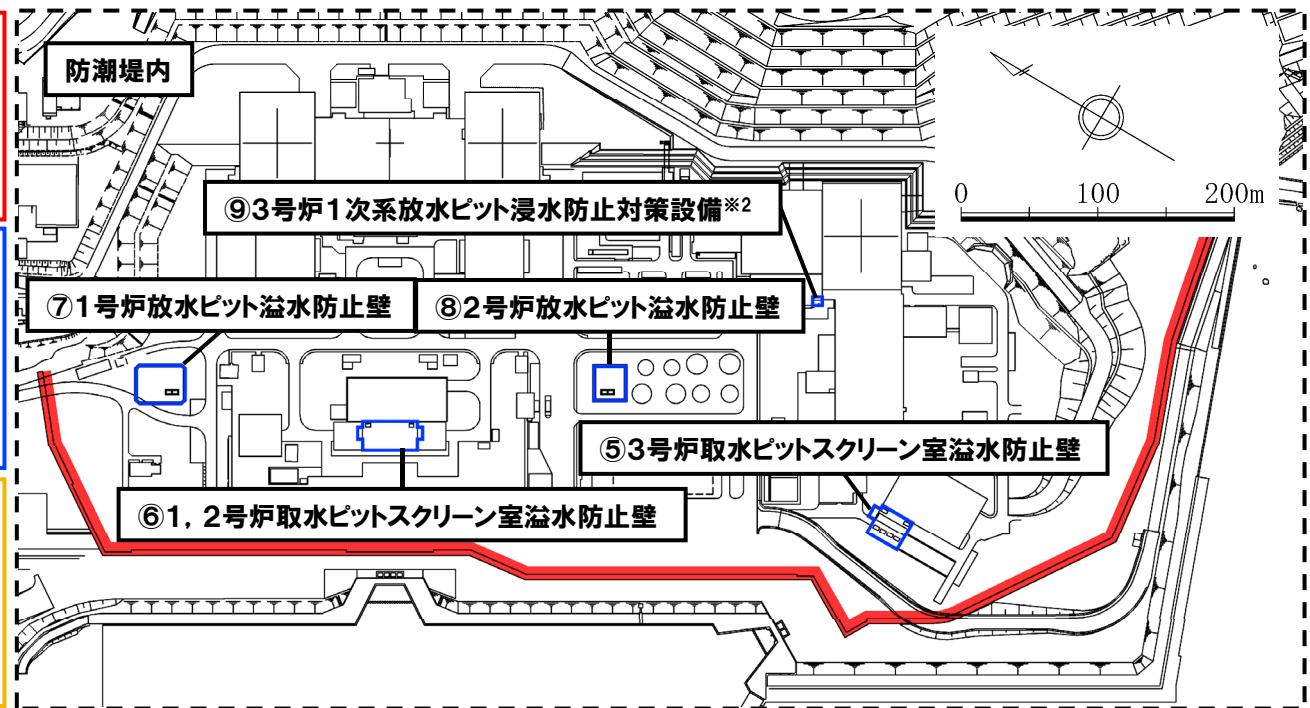 防潮堤内
0 100 200m
⑨3号炉1次系放水ピット浸水防止対策設備※2
⑦1号炉放水ピット溢水防止壁
⑧2号炉放水ピット溢水防止壁
⑤3号炉取水ピットスクリーン室溢水防止壁
⑥1，2号炉取水ピットスクリーン室溢水防止壁